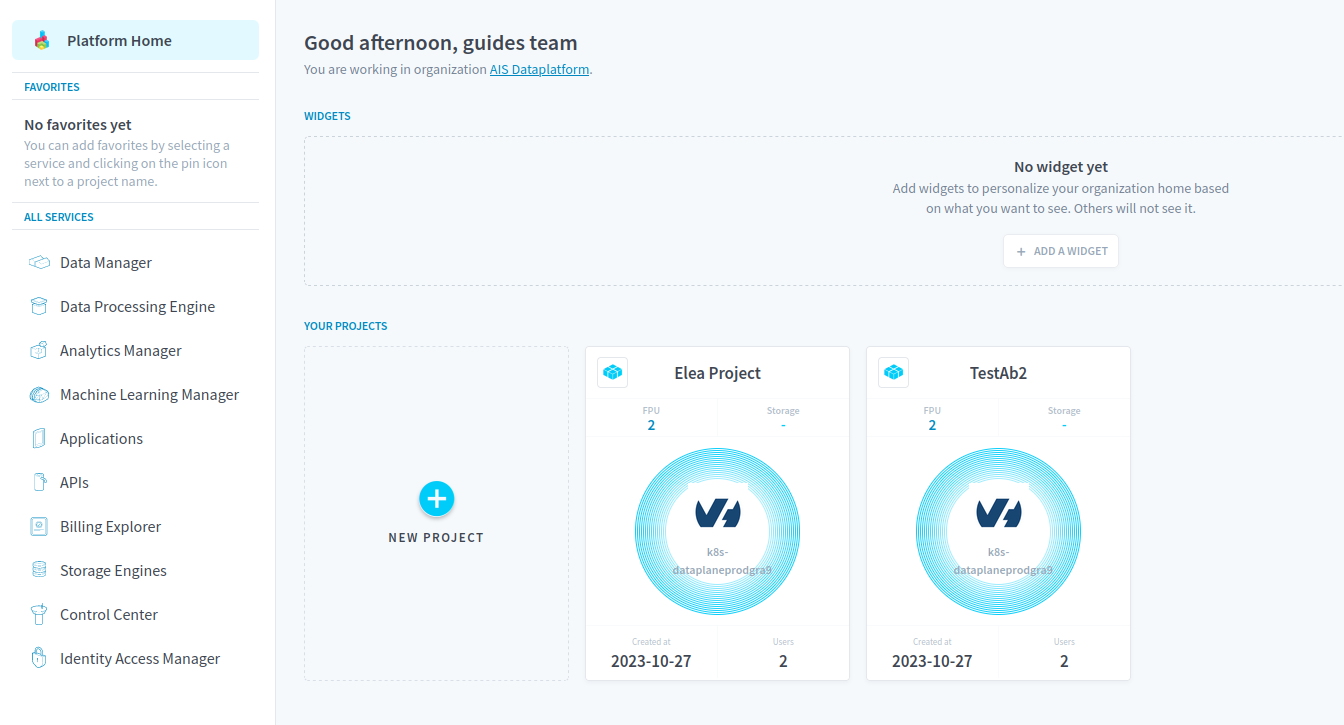 Platform Home
FAVORITES
No favorites yet
You can add favorites by selecting a
service and clicking on the pin icon
next to a project name.
ALL SERVICES
Data Manager
Data Processing Engine
Analytics Manager
Machine Learning Manager
Applications
APIs
Billing Explorer
Storage Engines
Control Center
Identity Access Manager
Good afternoon, guides team
You are working in organization AIS Dataplatform.
WIDGETS
No widget yet
Add widgets to personalize your organization home based
on what you want to see. Others will not see it.
+ ADD A WIDGET
YOUR PROJECTS
NEW PROJECT
Elea Project
FPU Storage
2 -
k8s-
dataplaneprodgra9
Created at Users
2023-10-27 2
TestAb2
FPU Storage
2 -
k8s-
dataplaneprodgra9
Created at Users
2023-10-27 2